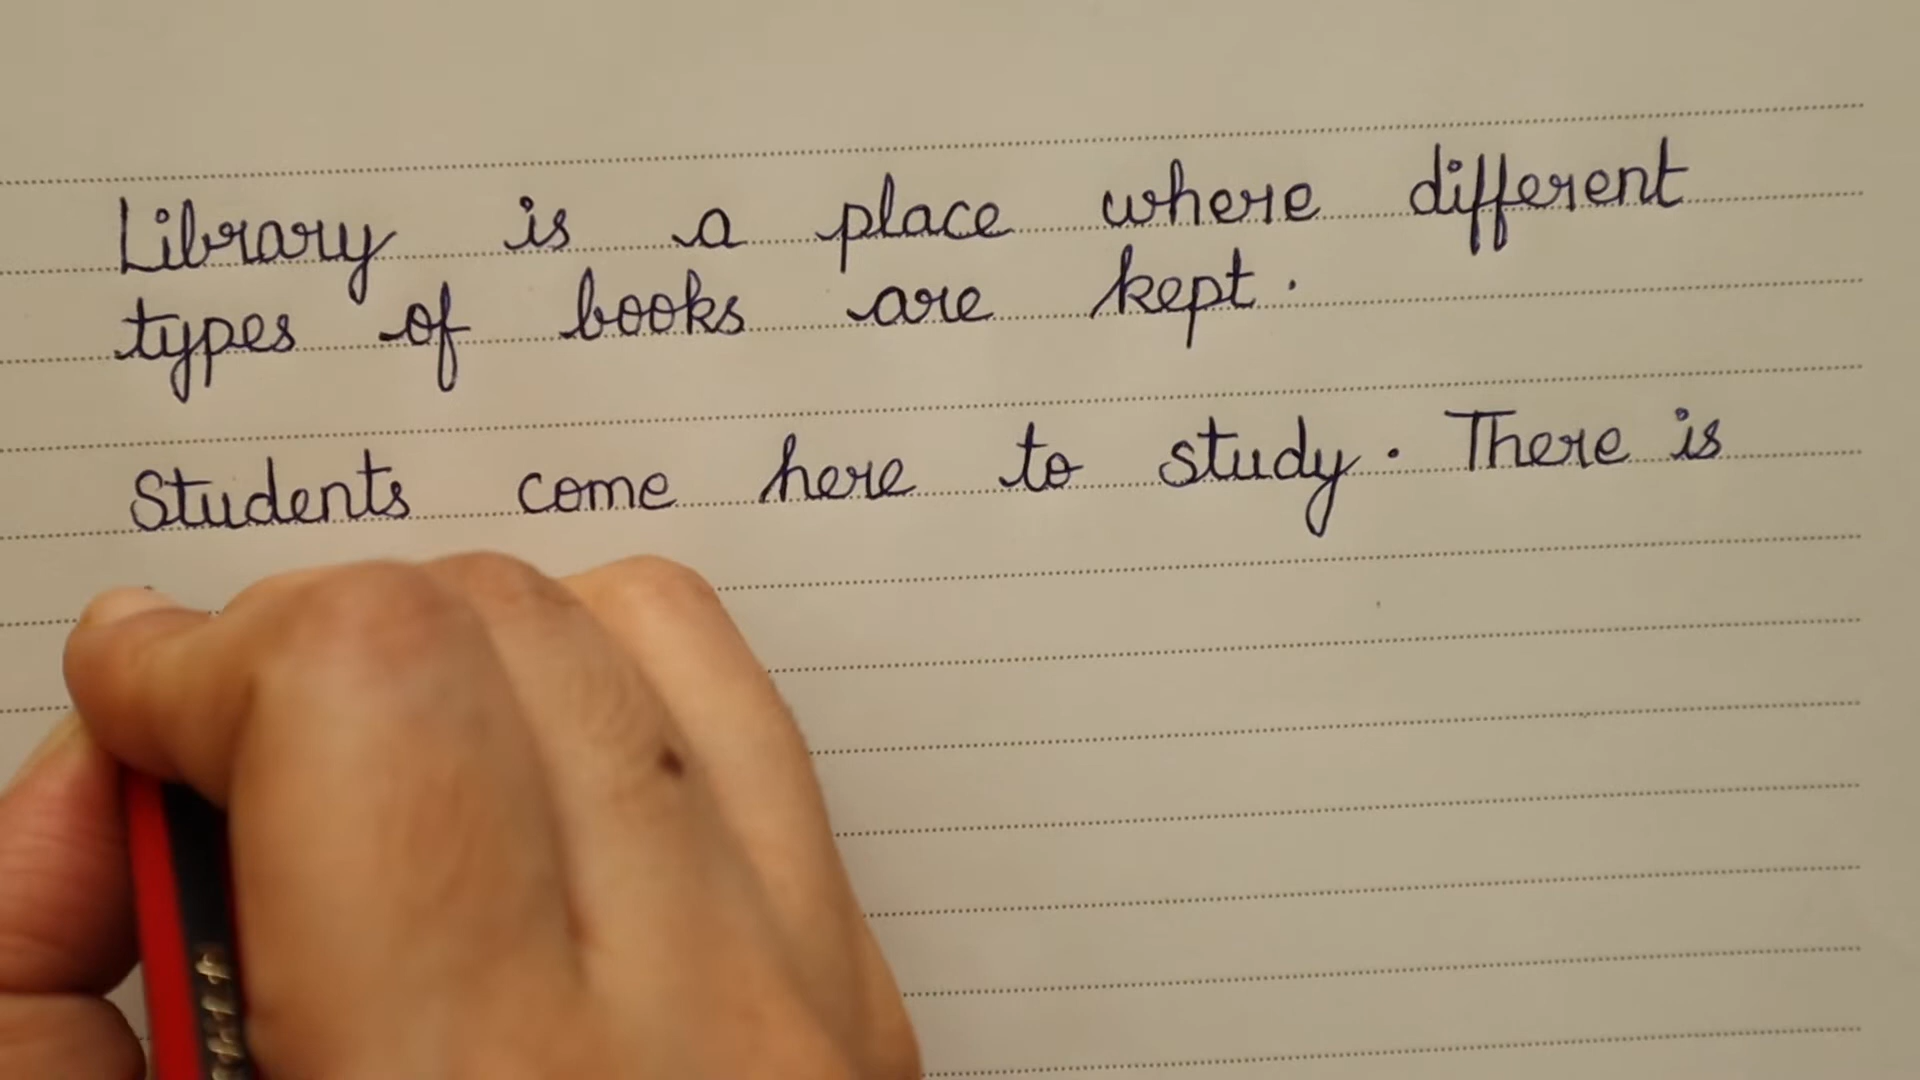 Library is a place where different
types of books are kept.
Students come here to study. There is